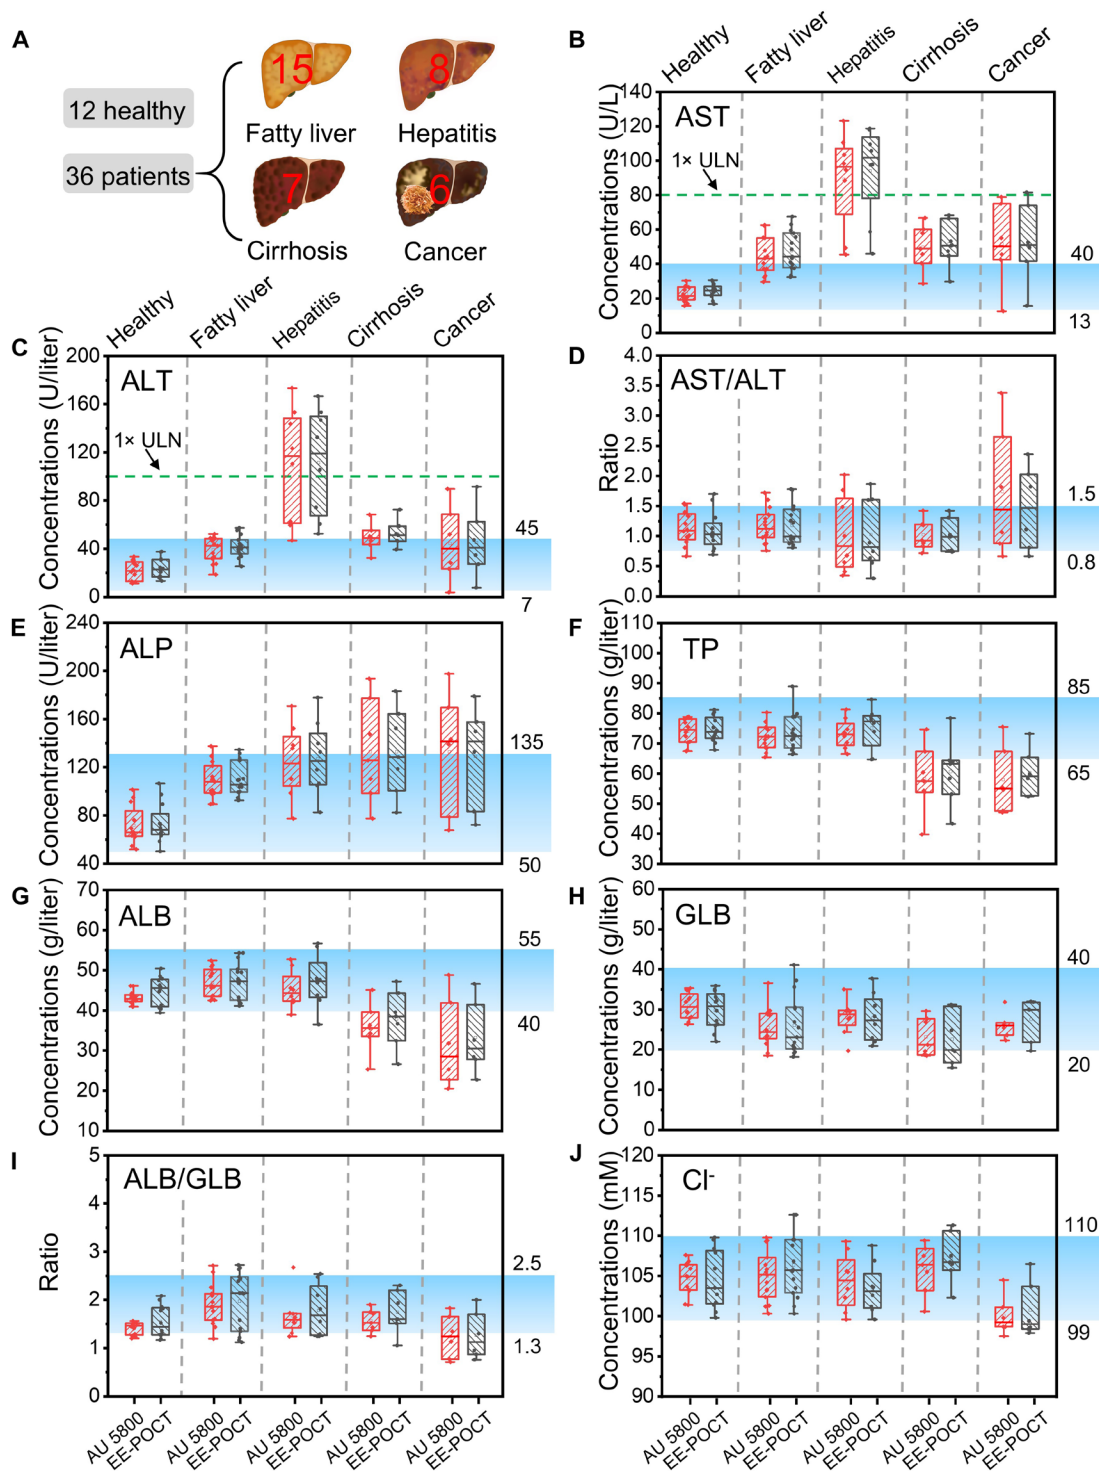 A
12 healthy
36 patients
15
Fatty liver
8
Hepatitis
7
Cirrhosis
6
Cancer
B
Healthy
Fatty liver
Hepatitis
Cirrhosis
Cancer
Concentrations (U/L)
140
120
100
80
60
40
20
0
AST
1× ULN
40
13
C
Healthy
Fatty liver
Hepatitis
Cirrhosis
Cancer
Concentrations (U/liter)
200
160
120
80
40
0
ALT
1× ULN
45
7
D
Ratio
4.0
3.5
3.0
2.5
2.0
1.5
1.0
0.5
0.0
AST/ALT
1.5
0.8
E
Concentrations (U/liter)
240
200
160
120
80
40
ALP
135
50
F
Concentrations (g/liter)
110
100
90
80
70
60
50
40
30
TP
85
65
G
Concentrations (g/liter)
70
60
50
40
30
20
10
ALB
55
40
H
Concentrations (g/liter)
60
50
40
30
20
10
0
GLB
40
20
I
Ratio
5
4
3
2
1
0
ALB/GLB
2.5
1.3
AU 5800
EE-POCT
AU 5800
EE-POCT
AU 5800
EE-POCT
AU 5800
EE-POCT
AU 5800
EE-POCT
J
Concentrations (mM)
120
115
110
105
100
95
90
Cl-
110
99
AU 5800
EE-POCT
AU 5800
EE-POCT
AU 5800
EE-POCT
AU 5800
EE-POCT
AU 5800
EE-POCT